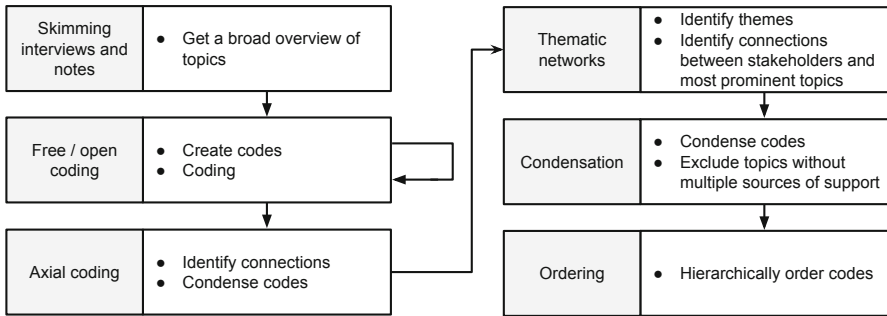 Skimming
interviews and
notes
● Get a broad overview of
topics
Free / open
coding
● Create codes
● Coding
Axial coding
● Identify connections
● Condense codes
Thematic
networks
● Identify themes
● Identify connections
between stakeholders and
most prominent topics
Condensation
● Condense codes
● Exclude topics without
multiple sources of support
Ordering
● Hierarchically order codes